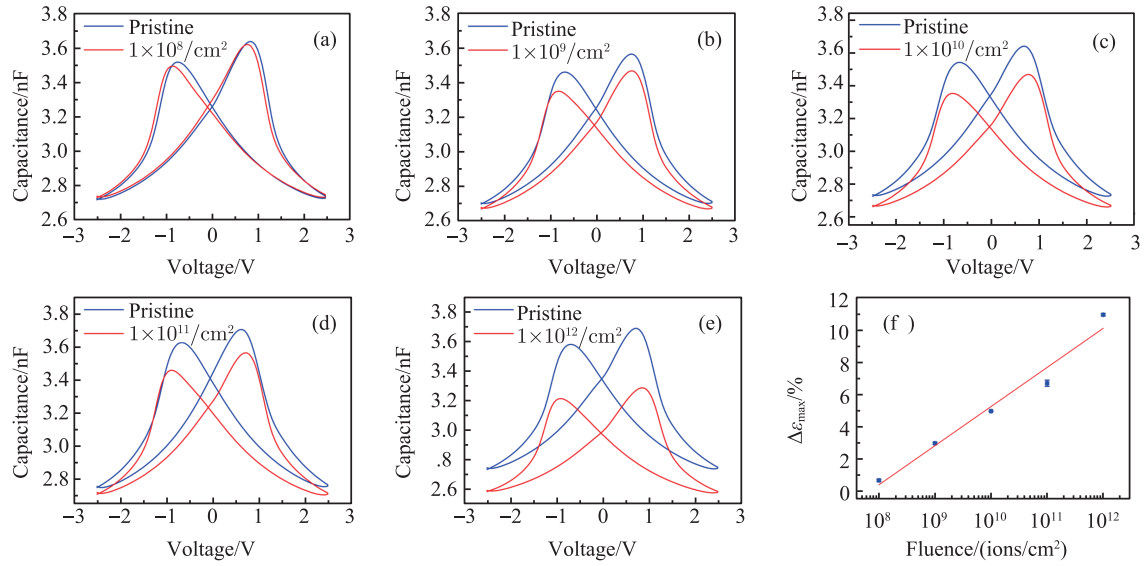 Pristine
1×10⁸/cm²
(a)
3.8
3.6
3.4
3.2
3.0
2.8
2.6
Capacitance/nF
−3 −2 −1 0 1 2 3
Voltage/V
Pristine
1×10⁹/cm²
(b)
3.8
3.6
3.4
3.2
3.0
2.8
2.6
Capacitance/nF
−3 −2 −1 0 1 2 3
Voltage/V
Pristine
1×10¹⁰/cm²
(c)
3.8
3.6
3.4
3.2
3.0
2.8
2.6
Capacitance/nF
−3 −2 −1 0 1 2 3
Voltage/V
Pristine
1×10¹¹/cm²
(d)
3.8
3.4
3.0
2.6
Capacitance/nF
−3 −2 −1 0 1 2 3
Voltage/V
Pristine
1×10¹²/cm²
(e)
3.8
3.6
3.4
3.2
3.0
.8
2.6
Capacitance/nF
−3 −2 −1 0 1 2 3
Voltage/V
(f )
12
10
8
6
4
2
0
Δεmax/%
10⁸ 10⁹ 10¹⁰ 10¹¹ 10¹²
Fluence/(ions/cm²)